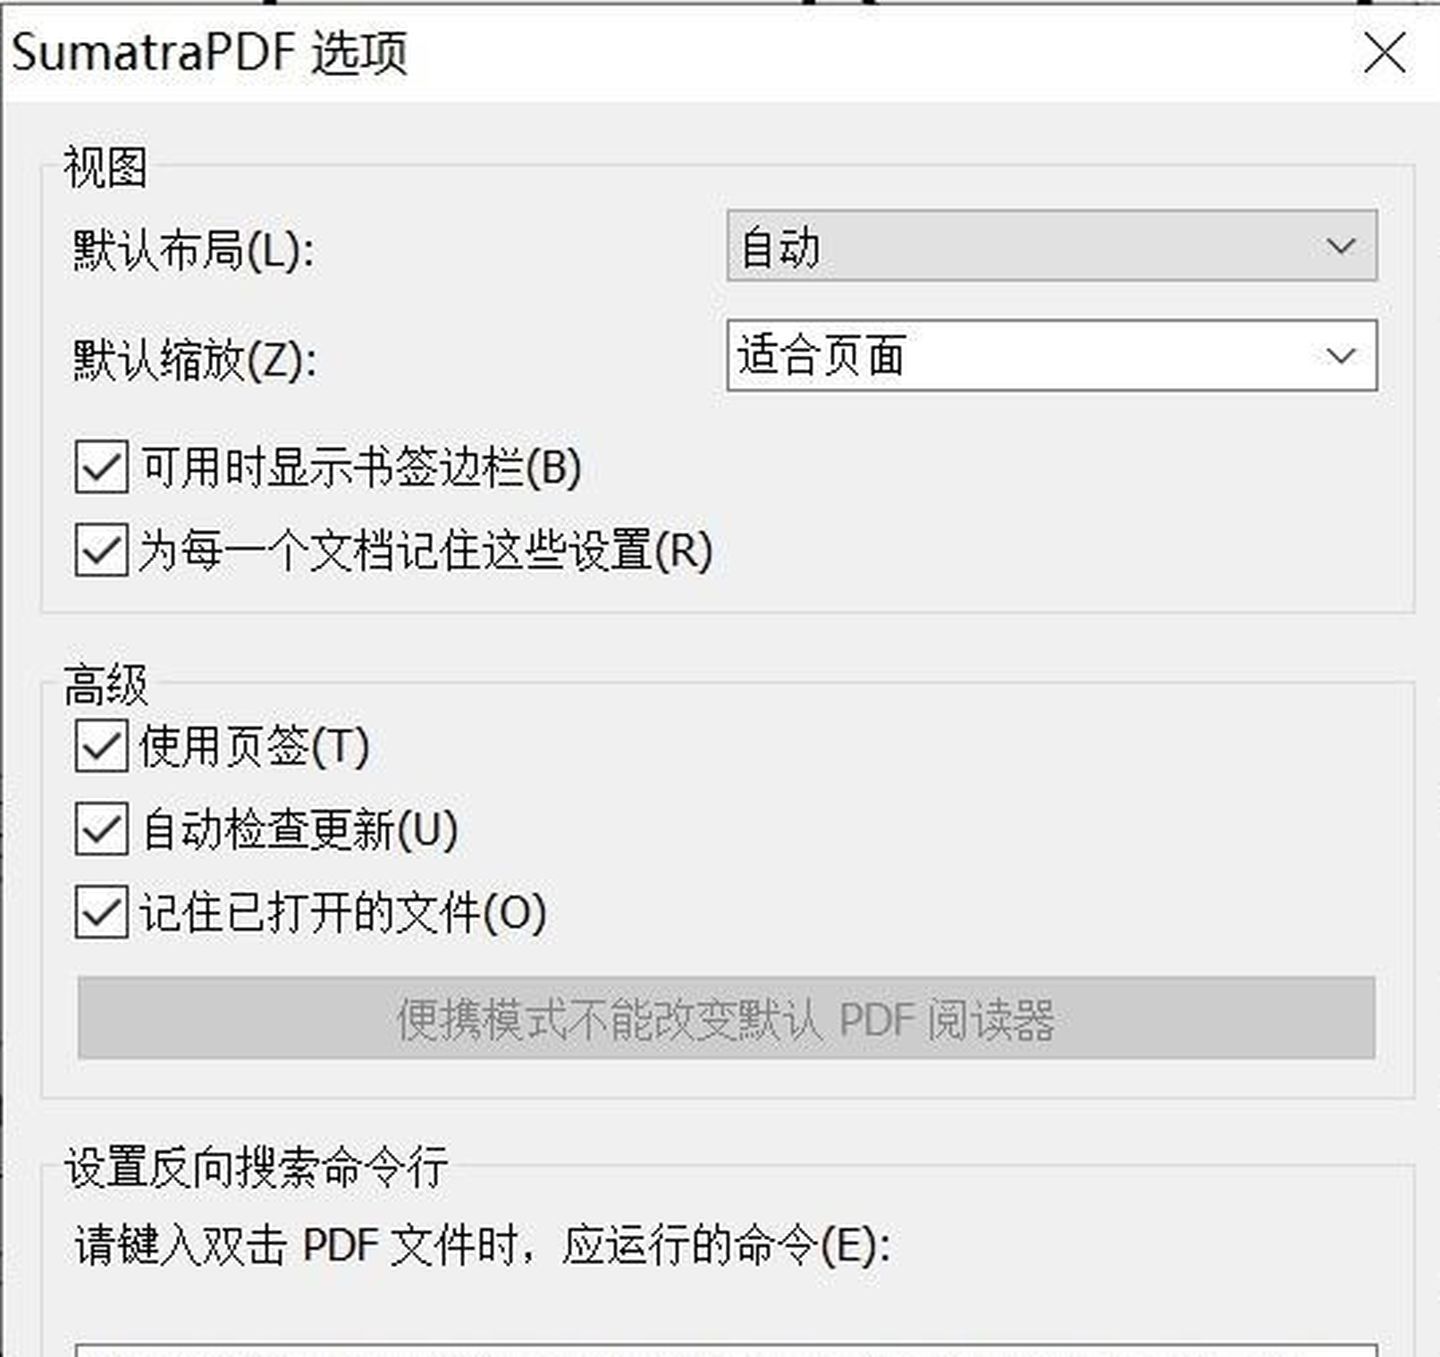 SumatraPDF 选项
视图
默认布局(L):
自动
默认缩放(Z):
适合页面
可用时显示书签边栏(B)
为每一个文档记住这些设置(R)
高级
使用页签(T)
自动检查更新(U)
记住已打开的文件(O)
便携模式不能改变默认 PDF 阅读器
设置反向搜索命令行
请键入双击 PDF 文件时，应运行的命令(E):